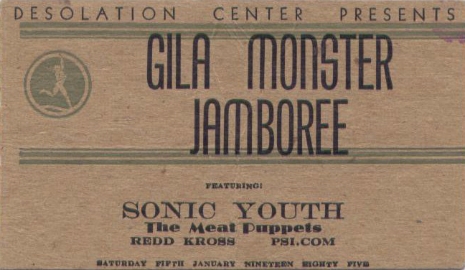 DESOLATION CENTER PRESENTS
GILA MONSTER
JAMBOREE
FEATURING:
SONIC YOUTH
The Meat Puppets
REDD KROSS PSI.COM
SATURDAY FIFTH JANUARY NINETEEN EIGHTY FIVE